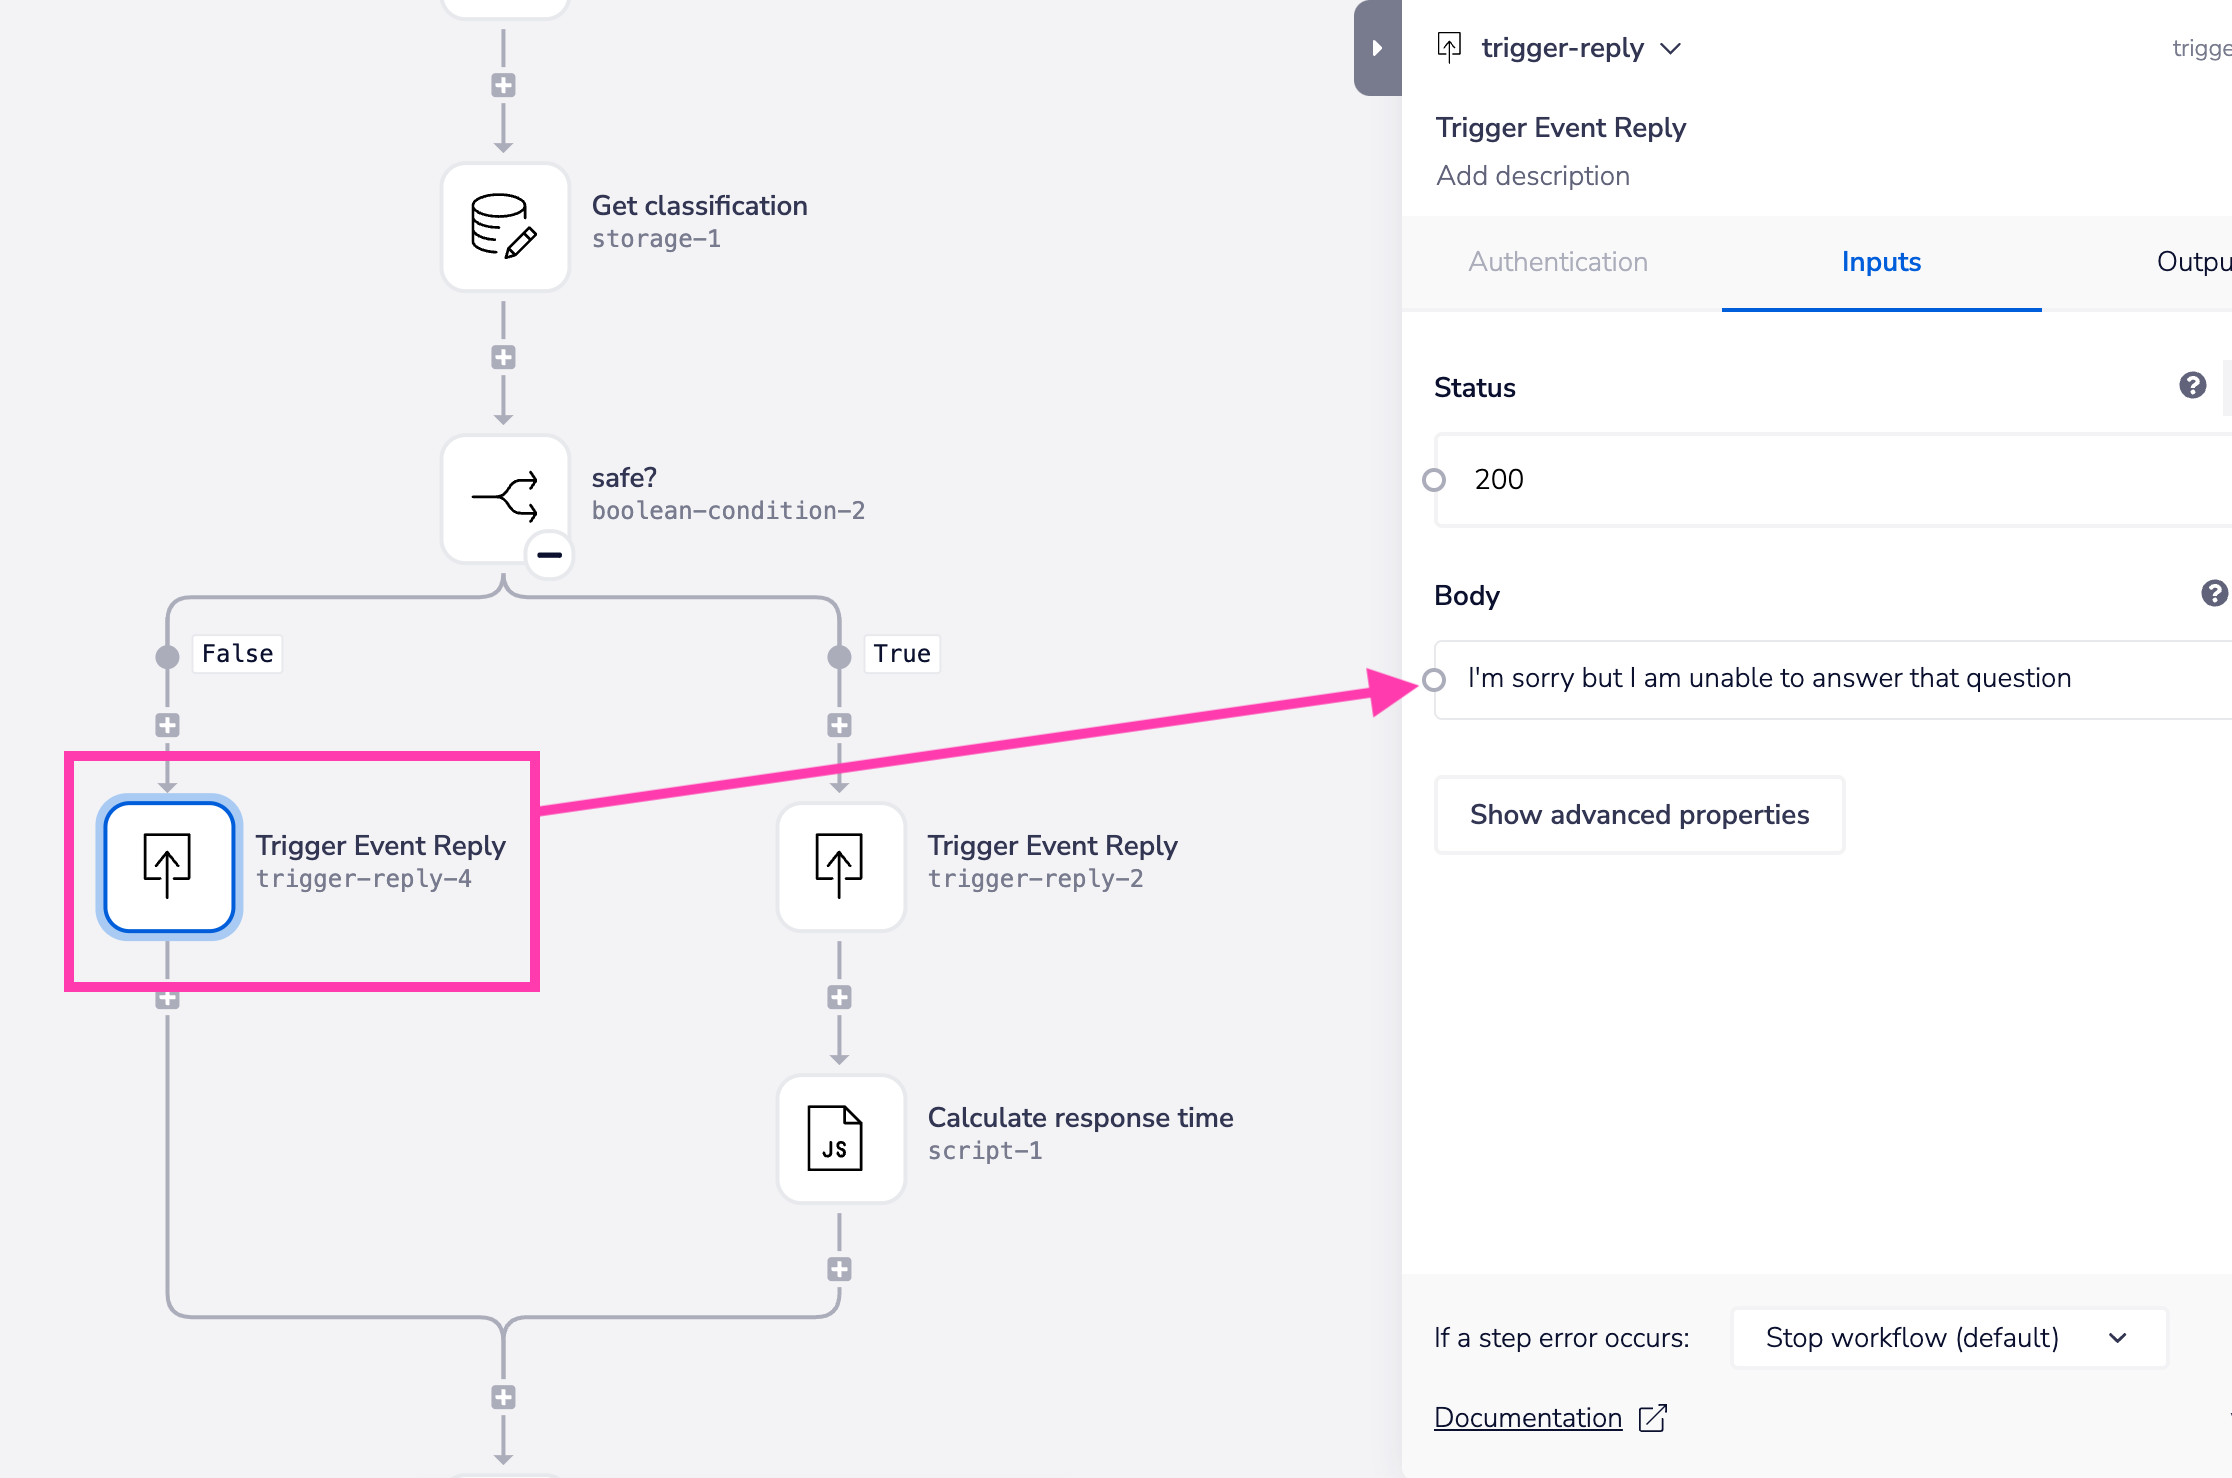 Get classification
storage-1
safe?
boolean-condition-2
False
True
Trigger Event Reply
trigger-reply-4
Trigger Event Reply
trigger-reply-2
JS
Calculate response time
script-1
trigger-reply
Trigger Event Reply
Add description
Authentication
Inputs
Status
200
Body
I'm sorry but I am unable to answer that question
Show advanced properties
If a step error occurs:
Stop workflow (default)
Documentation